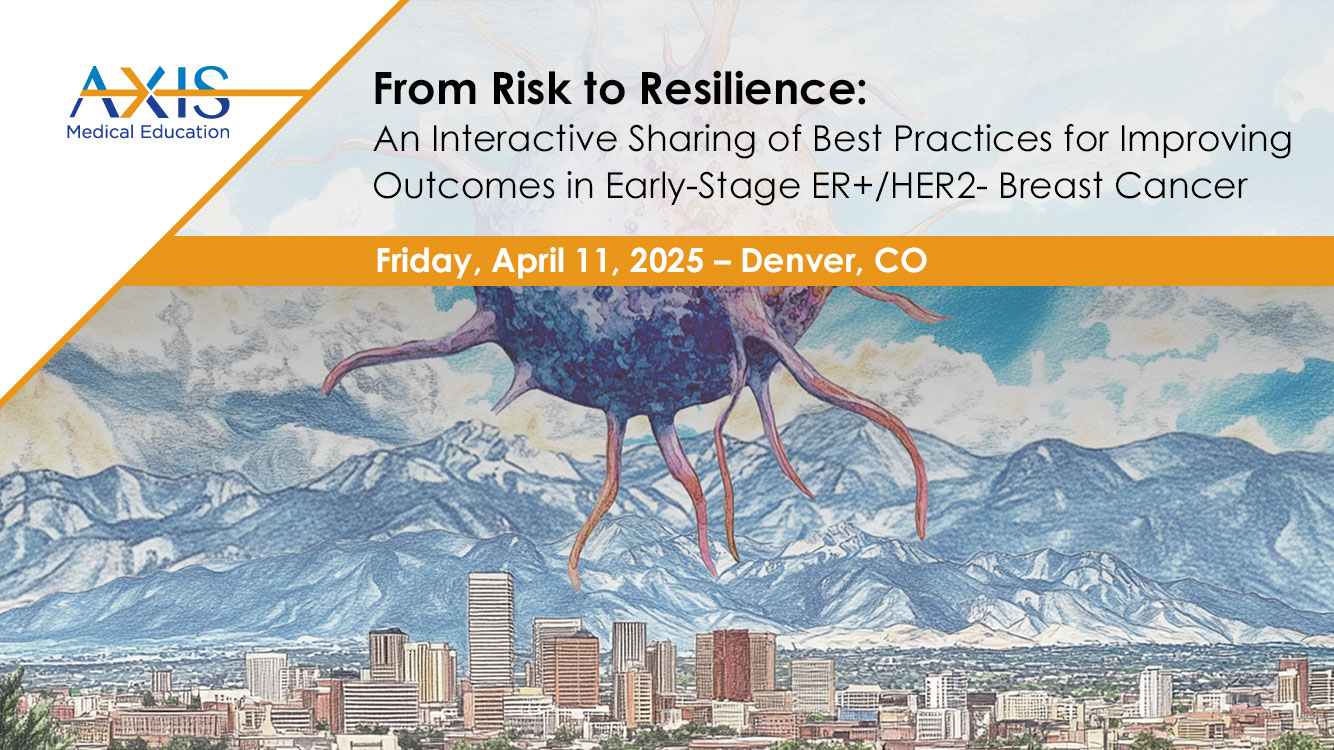 AXIS
Medical Education
From Risk to Resilience:
An Interactive Sharing of Best Practices for Improving
Outcomes in Early-Stage ER+/HER2- Breast Cancer
Friday, April 11, 2025 – Denver, CO